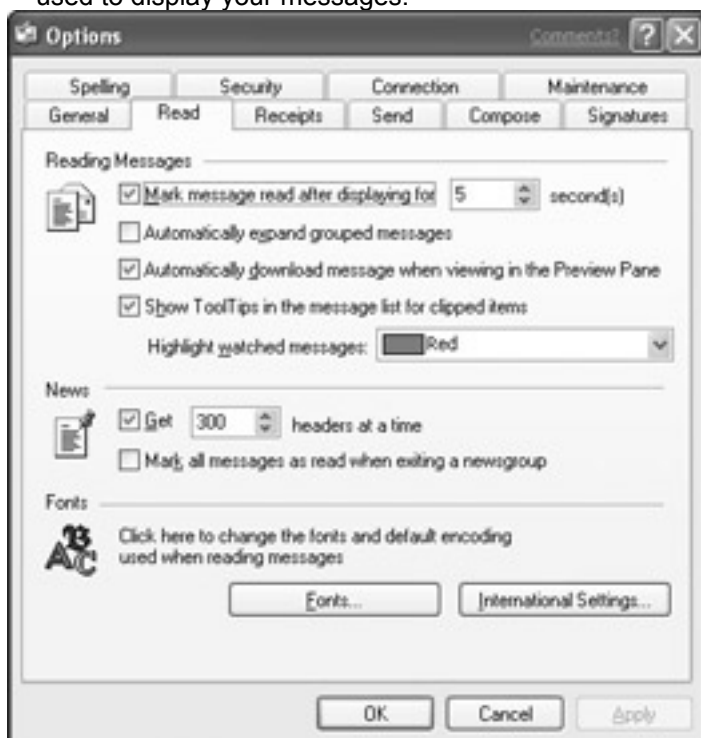 used to display your messages.
Options Comments? ? X
Spelling Security Connection Maintenance
General Read Receipts Send Compose Signatures
Reading Messages
Mark message read after displaying for 5 second(s)
Automatically expand grouped messages
Automatically download message when viewing in the Preview Pane
Show ToolTips in the message list for clipped items
Highlight watched messages: Red
News
Get 300 headers at a time
Mark all messages as read when exiting a newsgroup
Fonts
Click here to change the fonts and default encoding
used when reading messages
Fonts... International Settings...
OK Cancel Apply